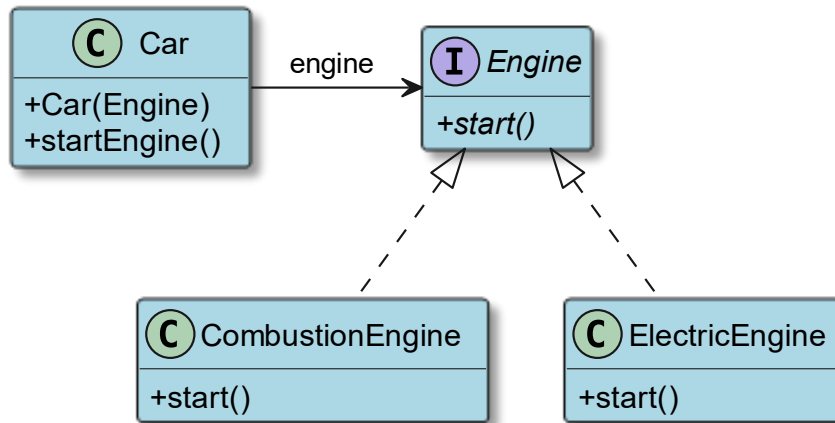 C Car
+Car(Engine)
+startEngine()
engine
I Engine
+start()
C CombustionEngine
+start()
C ElectricEngine
+start()